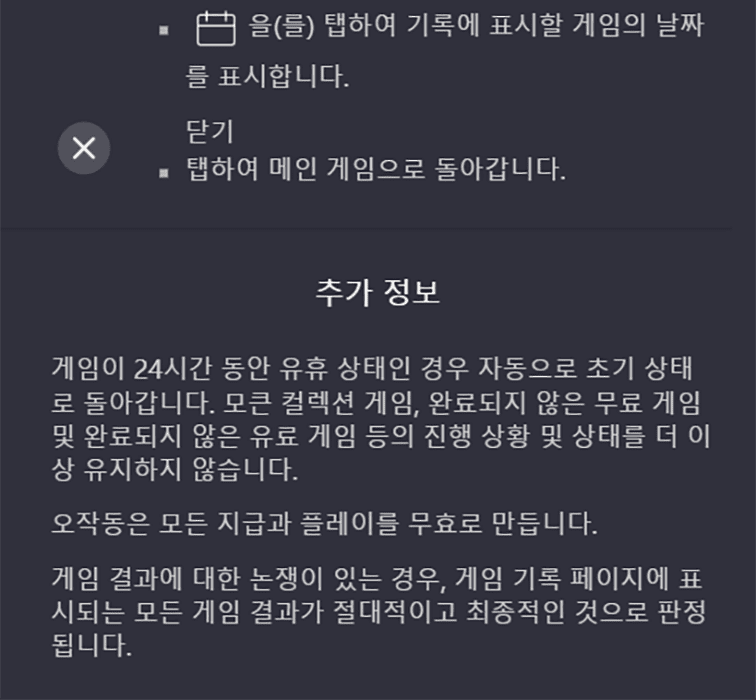 을(를) 탭하여 기록에 표시할 게임의 날짜
를 표시합니다.
닫기
탭하여 메인 게임으로 돌아갑니다.
추가 정보
게임이 24시간 동안 유휴 상태인 경우 자동으로 초기 상태
로 돌아갑니다. 모큰 컬렉션 게임, 완료되지 않은 무료 게임
및 완료되지 않은 유료 게임 등의 진행 상황 및 상태를 더 이
상 유지하지 않습니다.
오작동은 모든 지급과 플레이를 무효로 만듭니다.
게임 결과에 대한 논쟁이 있는 경우, 게임 기록 페이지에 표
시되는 모든 게임 결과가 절대적이고 최종적인 것으로 판정
됩니다.